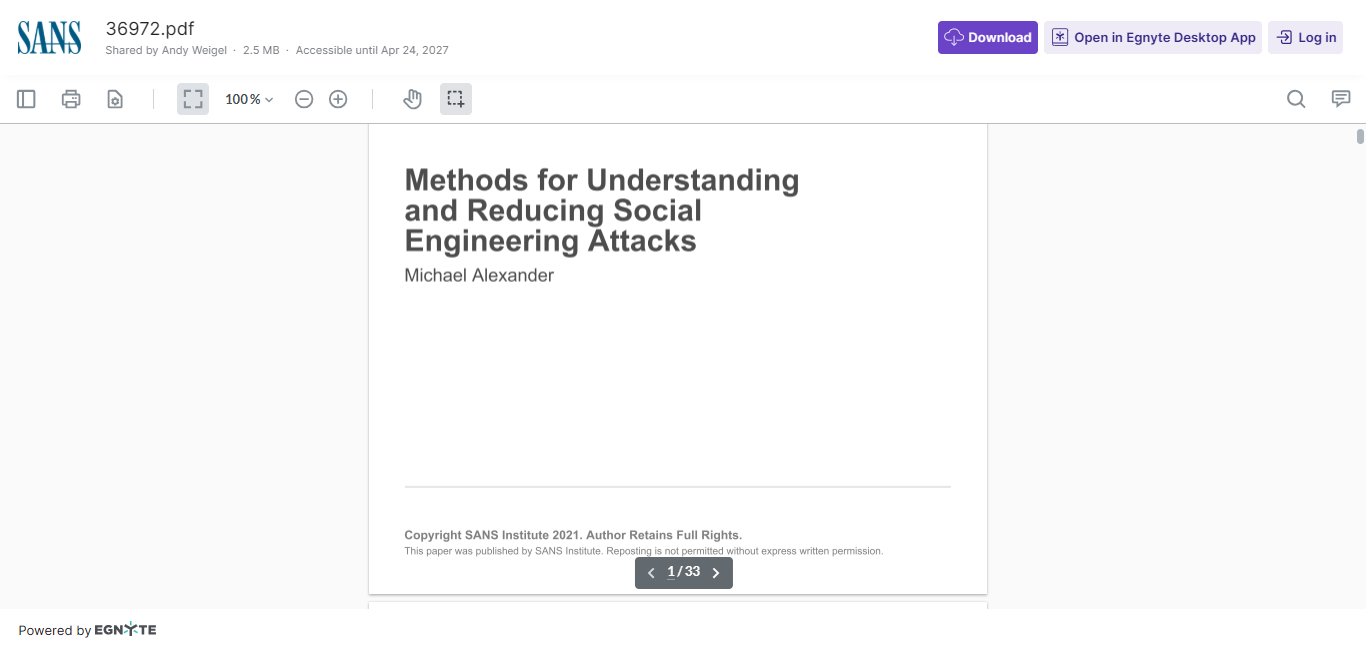 SANS
36972.pdf
Shared by Andy Weigel · 2.5 MB · Accessible until Apr 24, 2027
Download
Open in Egnyte Desktop App
Log in
100%
Methods for Understanding
and Reducing Social
Engineering Attacks
Michael Alexander
Copyright SANS Institute 2021. Author Retains Full Rights.
This paper was published by SANS Institute. Reposting is not permitted without express written permission.
1 / 33
Powered by EGNYTE